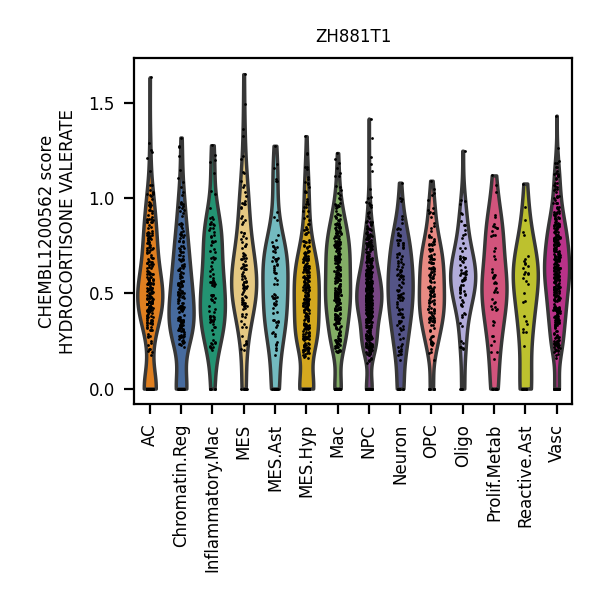 ZH881T1
CHEMBL1200562 score
HYDROCORTISONE VALERATE
1.5
1.0
0.5
0.0
AC
Chromatin.Reg
Inflammatory.Mac
MES
MES.Ast
MES.Hyp
Mac
NPC
Neuron
OPC
Oligo
Prolif.Metab
Reactive.Ast
Vasc